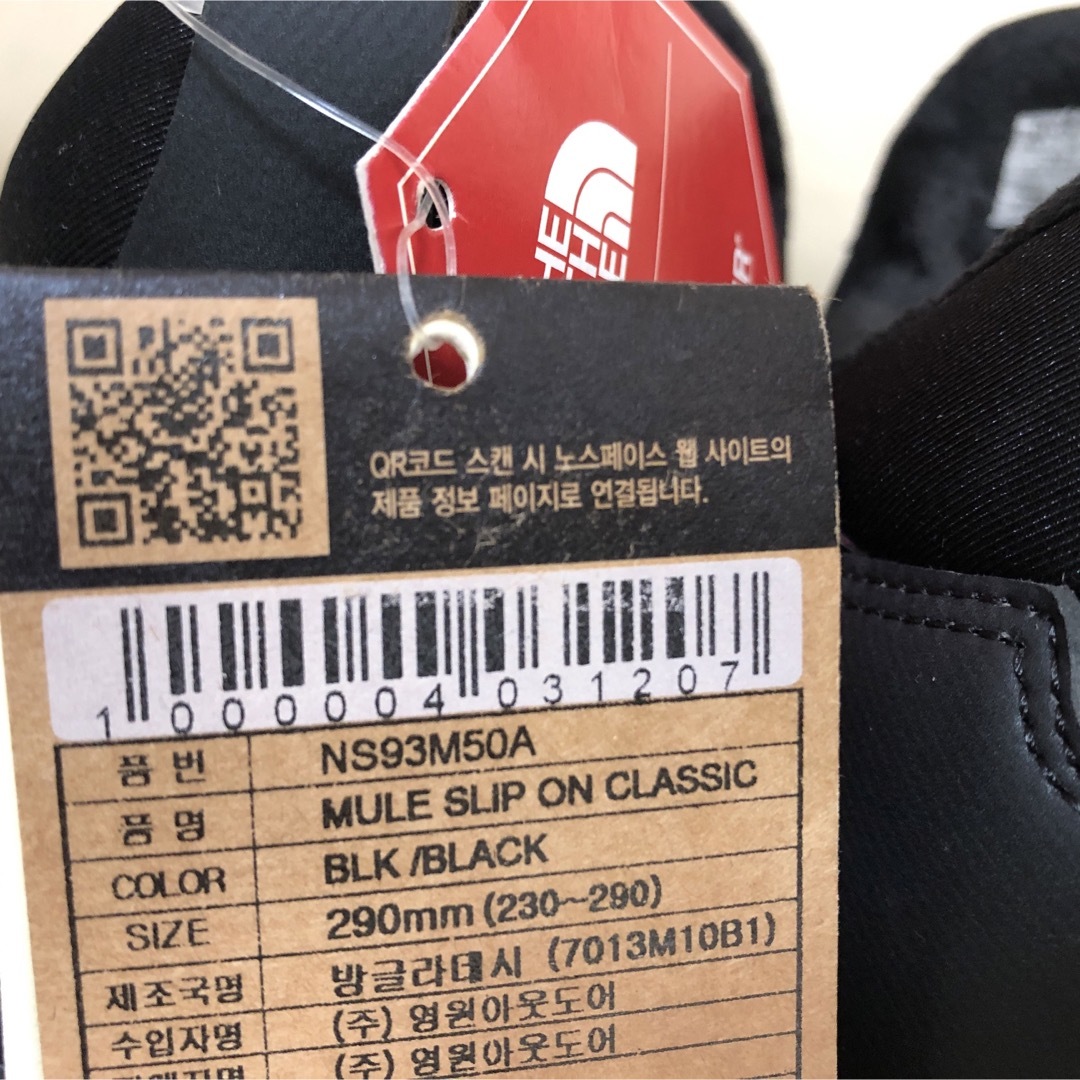 THE
QR코드 스캔 시 노스페이스 웹 사이트의
제품 정보 페이지로 연결됩니다.
1000004031207
품 번 NS93M50A
품 명 MULE SLIP ON CLASSIC
COLOR BLK /BLACK
SIZE 290mm (230~290)
제조국명 방글라데시 (7013M10B1)
수입자명 (주) 영원아웃도어
(주) 영원아웃도어